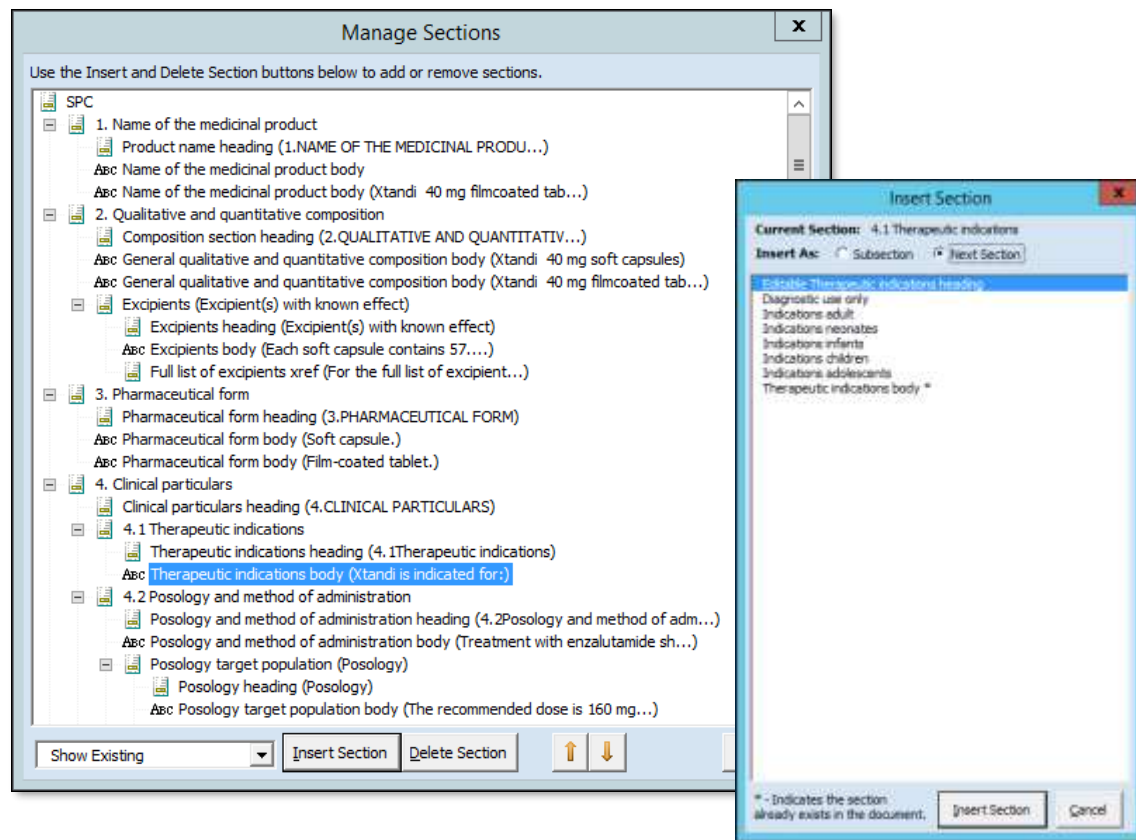 Manage Sections
x
Use the Insert and Delete Section buttons below to add or remove sections.
SPC
1. Name of the medicinal product
Product name heading (1.NAME OF THE MEDICINAL PRODU...)
ABC Name of the medicinal product body
ABC Name of the medicinal product body (Xtandi 40 mg filmcoated tab...)
2. Qualitative and quantitative composition
Composition section heading (2.QUALITATIVE AND QUANTITATIV...)
ABC General qualitative and quantitative composition body (Xtandi 40 mg soft capsules)
ABC General qualitative and quantitative composition body (Xtandi 40 mg filmcoated tab...)
Excipients (Excipient(s) with known effect)
Excipients heading (Excipient(s) with known effect)
ABC Excipients body (Each soft capsule contains 57....)
Full list of excipients xref (For the full list of excipient...)
3. Pharmaceutical form
Pharmaceutical form heading (3.PHARMACEUTICAL FORM)
ABC Pharmaceutical form body (Soft capsule.)
ABC Pharmaceutical form body (Film-coated tablet.)
4. Clinical particulars
Clinical particulars heading (4.CLINICAL PARTICULARS)
4.1 Therapeutic indications
Therapeutic indications heading (4.1Therapeutic indications)
ABC Therapeutic indications body (Xtandi is indicated for:)
4.2 Posology and method of administration
Posology and method of administration heading (4.2Posology and method of adm...)
ABC Posology and method of administration body (Treatment with enzalutamide sh...)
Posology target population (Posology)
Posology heading (Posology)
ABC Posology target population body (The recommended dose is 160 mg...)
Show Existing
Insert Section
Delete Section
Insert Section
x
Current Section: 4.1 Therapeutic indications
Insert As: Subsection Next Section
Editable Therapeutic indications heading
Diagnostic use only
Indications adult
Indications neonates
Indications infants
Indications children
Indications adolescents
Therapeutic indications body *
* - Indicates the section
already exists in the document.
Insert Section
Cancel